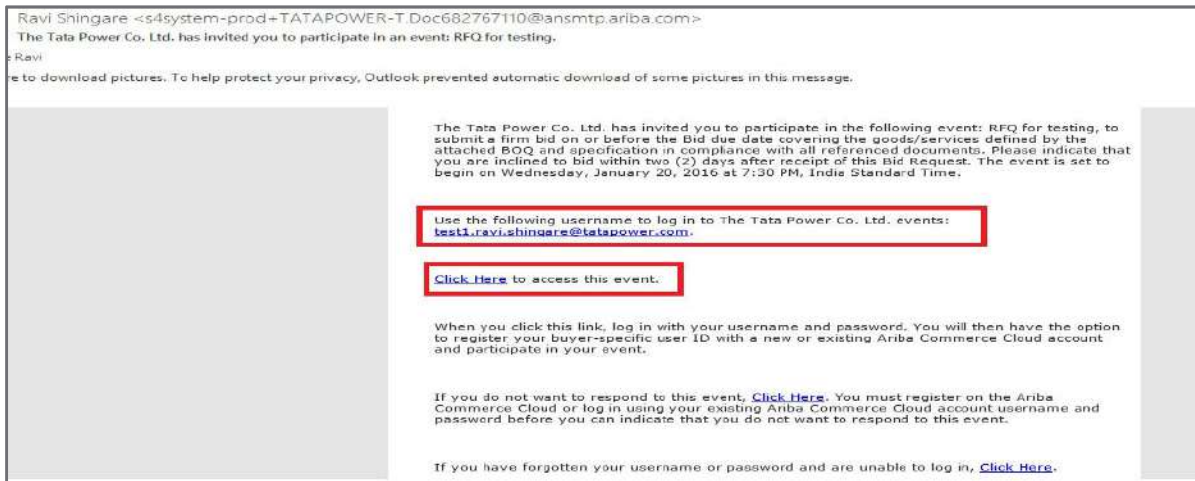 Ravi Shingare <s4system-prod+TATAPOWER-T.Doc682767110@ansmtp.ariba.com>
The Tata Power Co. Ltd. has invited you to participate in an event: RFQ for testing.
e Ravi
re to download pictures. To help protect your privacy, Outlook prevented automatic download of some pictures in this message.
The Tata Power Co. Ltd. has invited you to participate in the following event: RFQ for testing, to
submit a firm bid on or before the Bid due date covering the goods/services defined by the
attached BOQ and specfication in compliance with all referenced documents. Please indicate that
you are inclined to bid within two (2) days after receipt of this Bid Request. The event is set to
begin on Wednesday, January 20, 2016 at 7:30 PM, India Standard Time.
Use the following username to log in to The Tata Power Co. Ltd. events:
test1.ravi.shingare@tatapower.com.
Click Here to access this event.
When you click this link, log in with your username and password. You will then have the option
to register your buyer-specific user ID with a new or existing Ariba Commerce Cloud account
and participate in your event.
If you do not want to respond to this event, Click Here. You must register on the Ariba
Commerce Cloud or log in using your existing Ariba Commerce Cloud account username and
password before you can indicate that you do not want to respond to this event.
If you have forgotten your username or password and are unable to log in, Click Here.